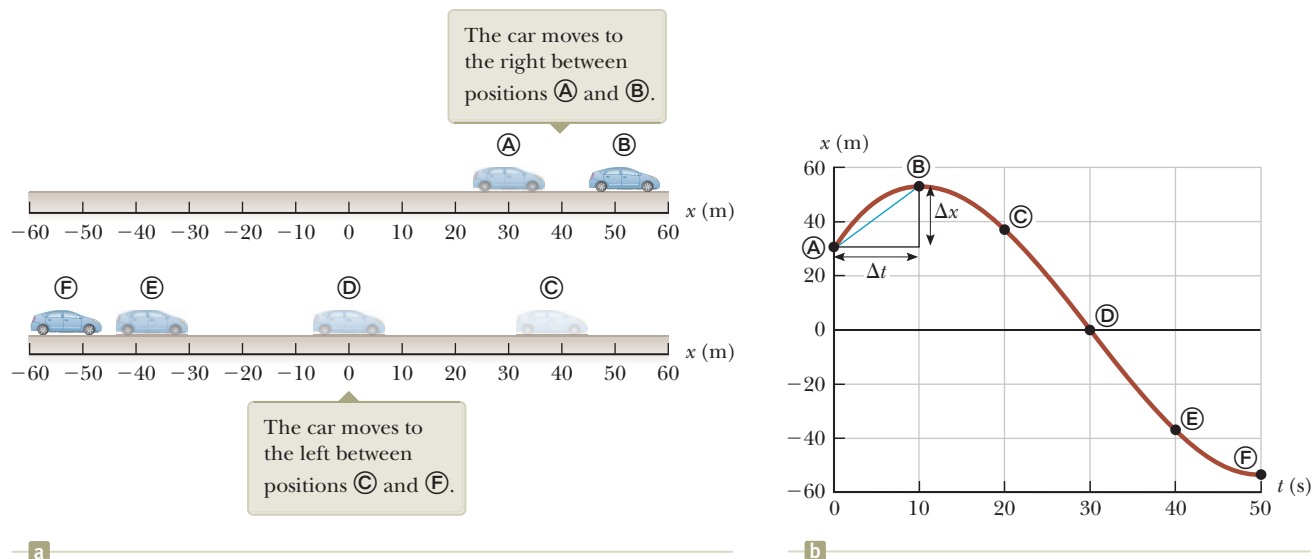 The car moves to
the right between
positions Ⓐ and Ⓑ.
Ⓐ Ⓑ
x (m)
−60 −50 −40 −30 −20 −10 0 10 20 30 40 50 60
Ⓕ Ⓔ Ⓓ Ⓒ
x (m)
−60 −50 −40 −30 −20 −10 0 10 20 30 40 50 60
The car moves to
the left between
positions Ⓒ and Ⓕ.
a
x (m)
60
Ⓑ
Δx
40
Ⓒ
Ⓐ
Δt
20
0
Ⓓ
−20
−40
Ⓔ
Ⓕ
−60
t (s)
0 10 20 30 40 50
b